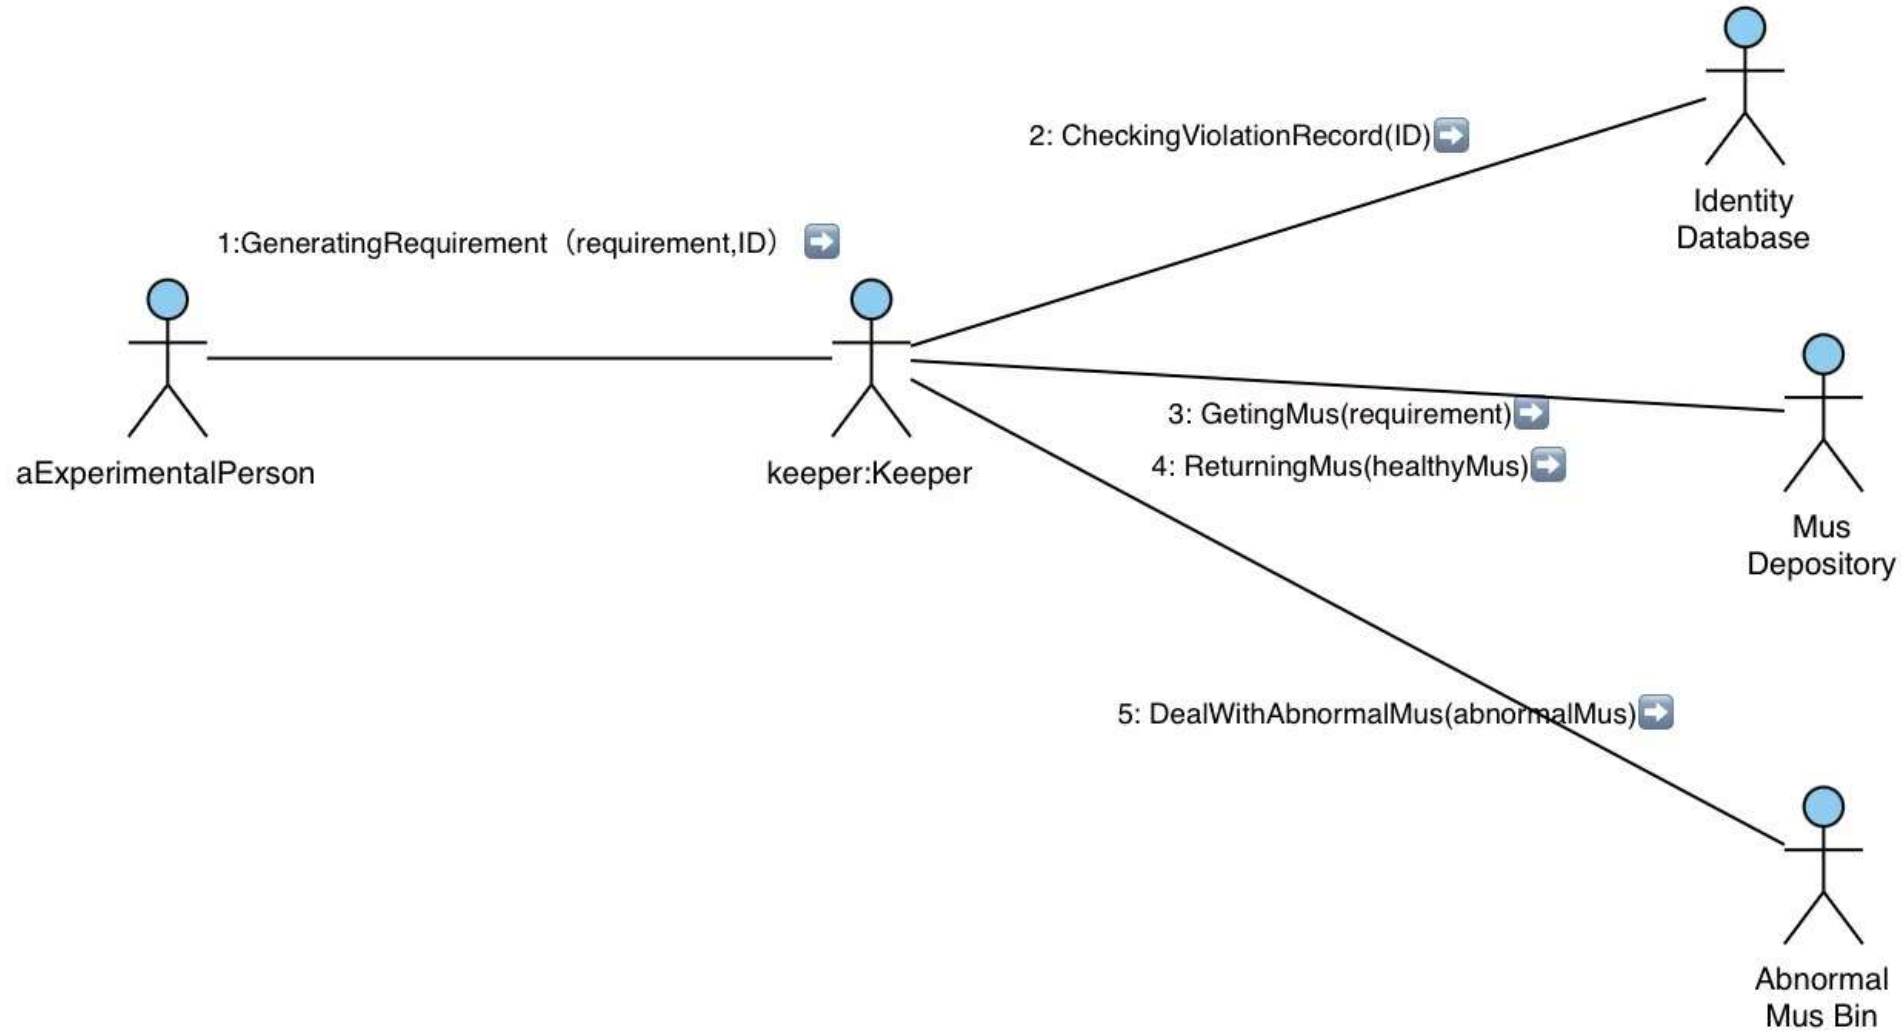 2: CheckingViolationRecord(ID)
Identity
Database
1:GeneratingRequirement（requirement,ID）
aExperimentalPerson
keeper:Keeper
3: GetingMus(requirement)
4: ReturningMus(healthyMus)
Mus
Depository
5: DealWithAbnormalMus(abnormalMus)
Abnormal
Mus Bin